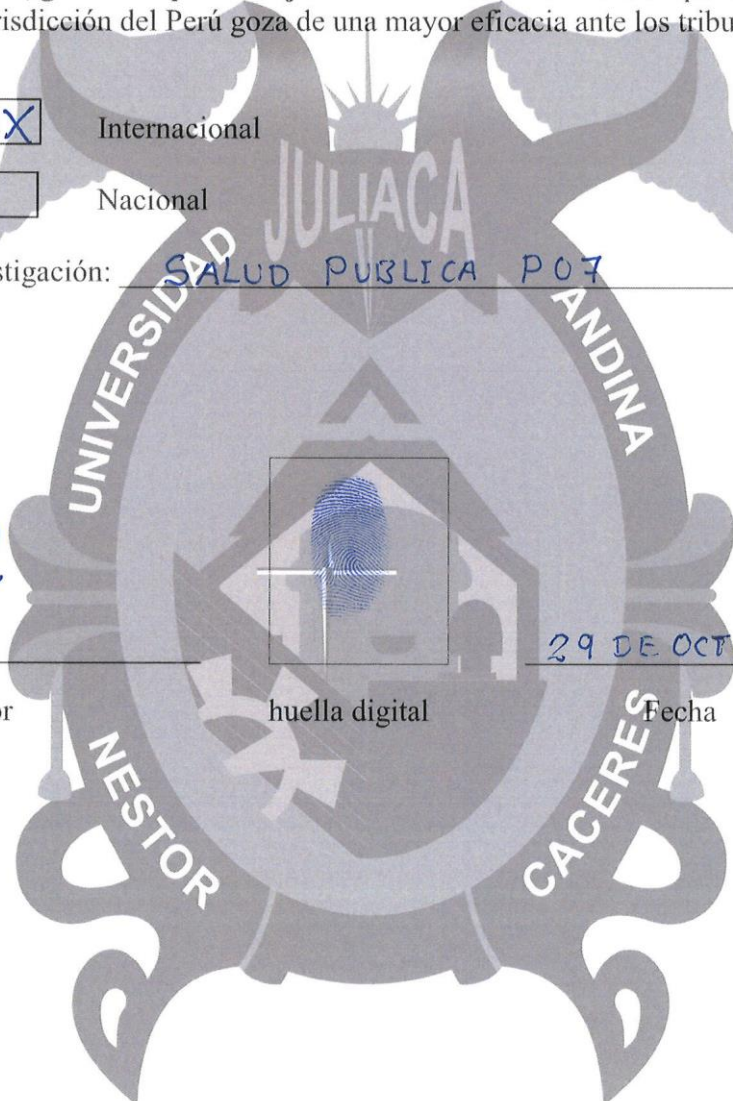 risdicción del Perú goza de una mayor eficacia ante los tribu
X Internacional
Nacional
JULIACA
stigación: SALUD PUBLICA P07
UNIVERSIDAD
ANDINA
29 DE OCT
or
huella digital
Fecha
NESTOR
CACERES